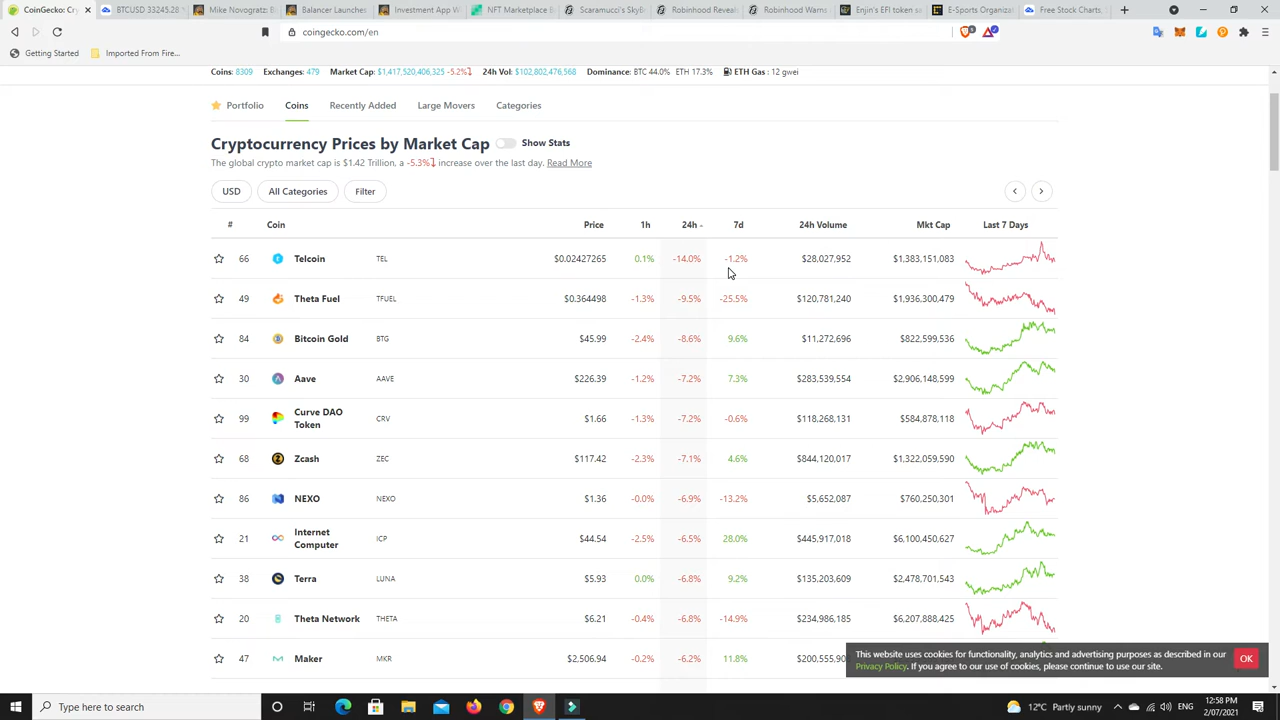 CoinGecko: Cry
BTCUSD 33245.28
Mike Novogratz: B
Balancer Launches
Investment App W
NFT Marketplace B
Scaramucci's SkyB
Robinhood Reveals
Robinhood Warns
Enjin's EFI token sa
E-Sports Organiza
Free Stock Charts,
coingecko.com/en
Getting Started Imported From Fire...
Coins: 8309 Exchanges: 479 Market Cap: $1,417,520,406,325 -5.2% 24h Vol: $102,802,476,568 Dominance: BTC 44.0% ETH 17.3% ETH Gas: 12 gwei
Portfolio Coins Recently Added Large Movers Categories
Cryptocurrency Prices by Market Cap Show Stats
The global crypto market cap is $1.42 Trillion, a -5.3% increase over the last day. Read More
USD All Categories Filter
# Coin Price 1h 24h 7d 24h Volume Mkt Cap Last 7 Days
66 Telcoin TEL $0.02427265 0.1% -14.0% -1.2% $28,027,952 $1,383,151,083
49 Theta Fuel TFUEL $0.364498 -1.3% -9.5% -25.5% $120,781,240 $1,936,300,479
84 Bitcoin Gold BTG $45.99 -2.4% -8.6% 9.6% $11,272,696 $822,599,536
30 Aave AAVE $226.39 -1.2% -7.2% 7.3% $283,539,554 $2,906,148,599
99 Curve DAO Token CRV $1.66 -1.3% -7.2% -0.6% $118,268,131 $584,878,118
68 Zcash ZEC $117.42 -2.3% -7.1% 4.6% $844,120,017 $1,322,059,590
86 NEXO NEXO $1.36 -0.0% -6.9% -13.2% $5,652,087 $760,250,301
21 Internet Computer ICP $44.54 -2.5% -6.5% 28.0% $445,917,018 $6,100,450,627
38 Terra LUNA $5.93 0.0% -6.8% 9.2% $135,203,609 $2,478,701,543
20 Theta Network THETA $6.21 -0.4% -6.8% -14.9% $234,986,185 $6,207,888,425
47 Maker MKR $2,506.94 -0.2% -6.2% 11.8% $200,555,90
This website uses cookies for functionality, analytics and advertising purposes as described in our
Privacy Policy. If you agree to our use of cookies, please continue to use our site.
OK
Type here to search
12°C Partly sunny
ENG
12:58 PM
2/07/2021